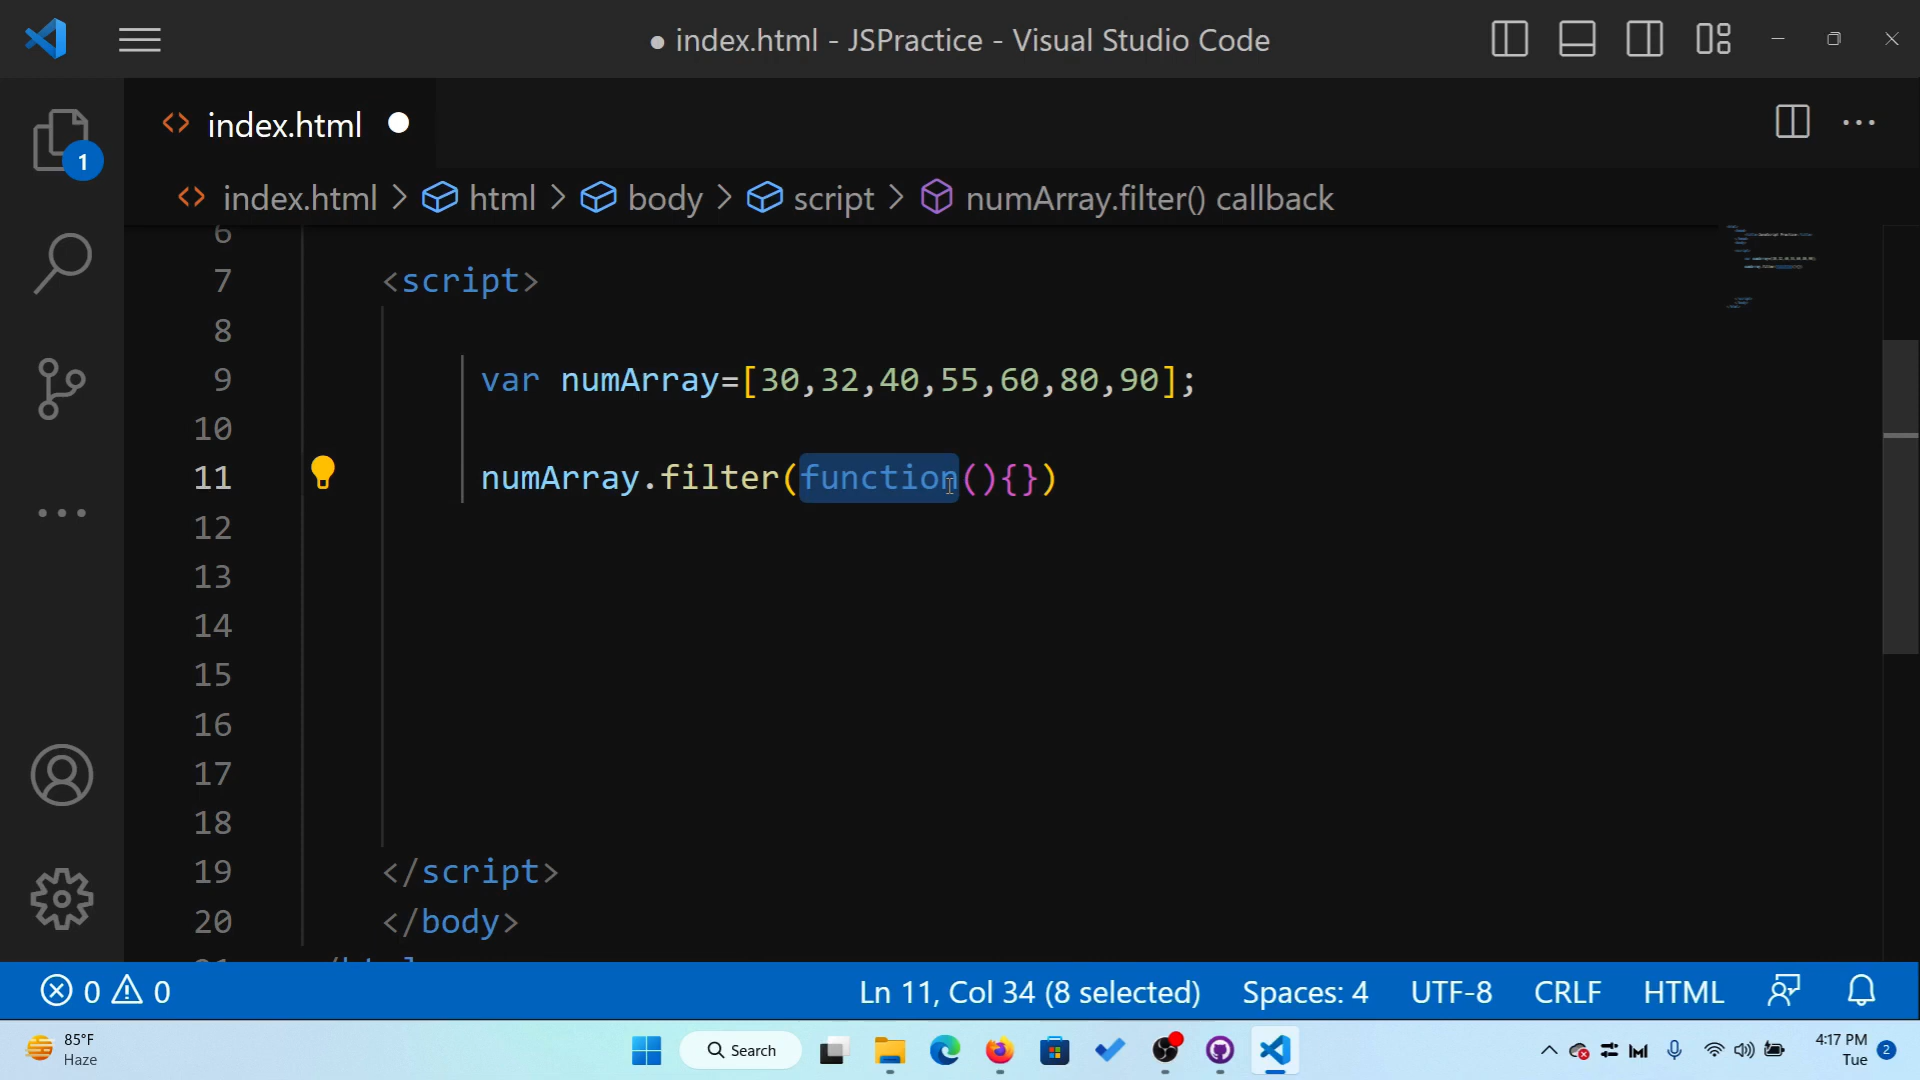 ● index.html - JSPractice - Visual Studio Code
index.html
1
index.html > html > body > script > numArray.filter() callback
6
7 <script>
8
9 var numArray=[30,32,40,55,60,80,90];
10
11 numArray.filter(function(){})
12
13
14
15
16
17
18
19 </script>
20 </body>
0 0 Ln 11, Col 34 (8 selected) Spaces: 4 UTF-8 CRLF HTML
85°F
Haze
Search
4:17 PM
Tue
2